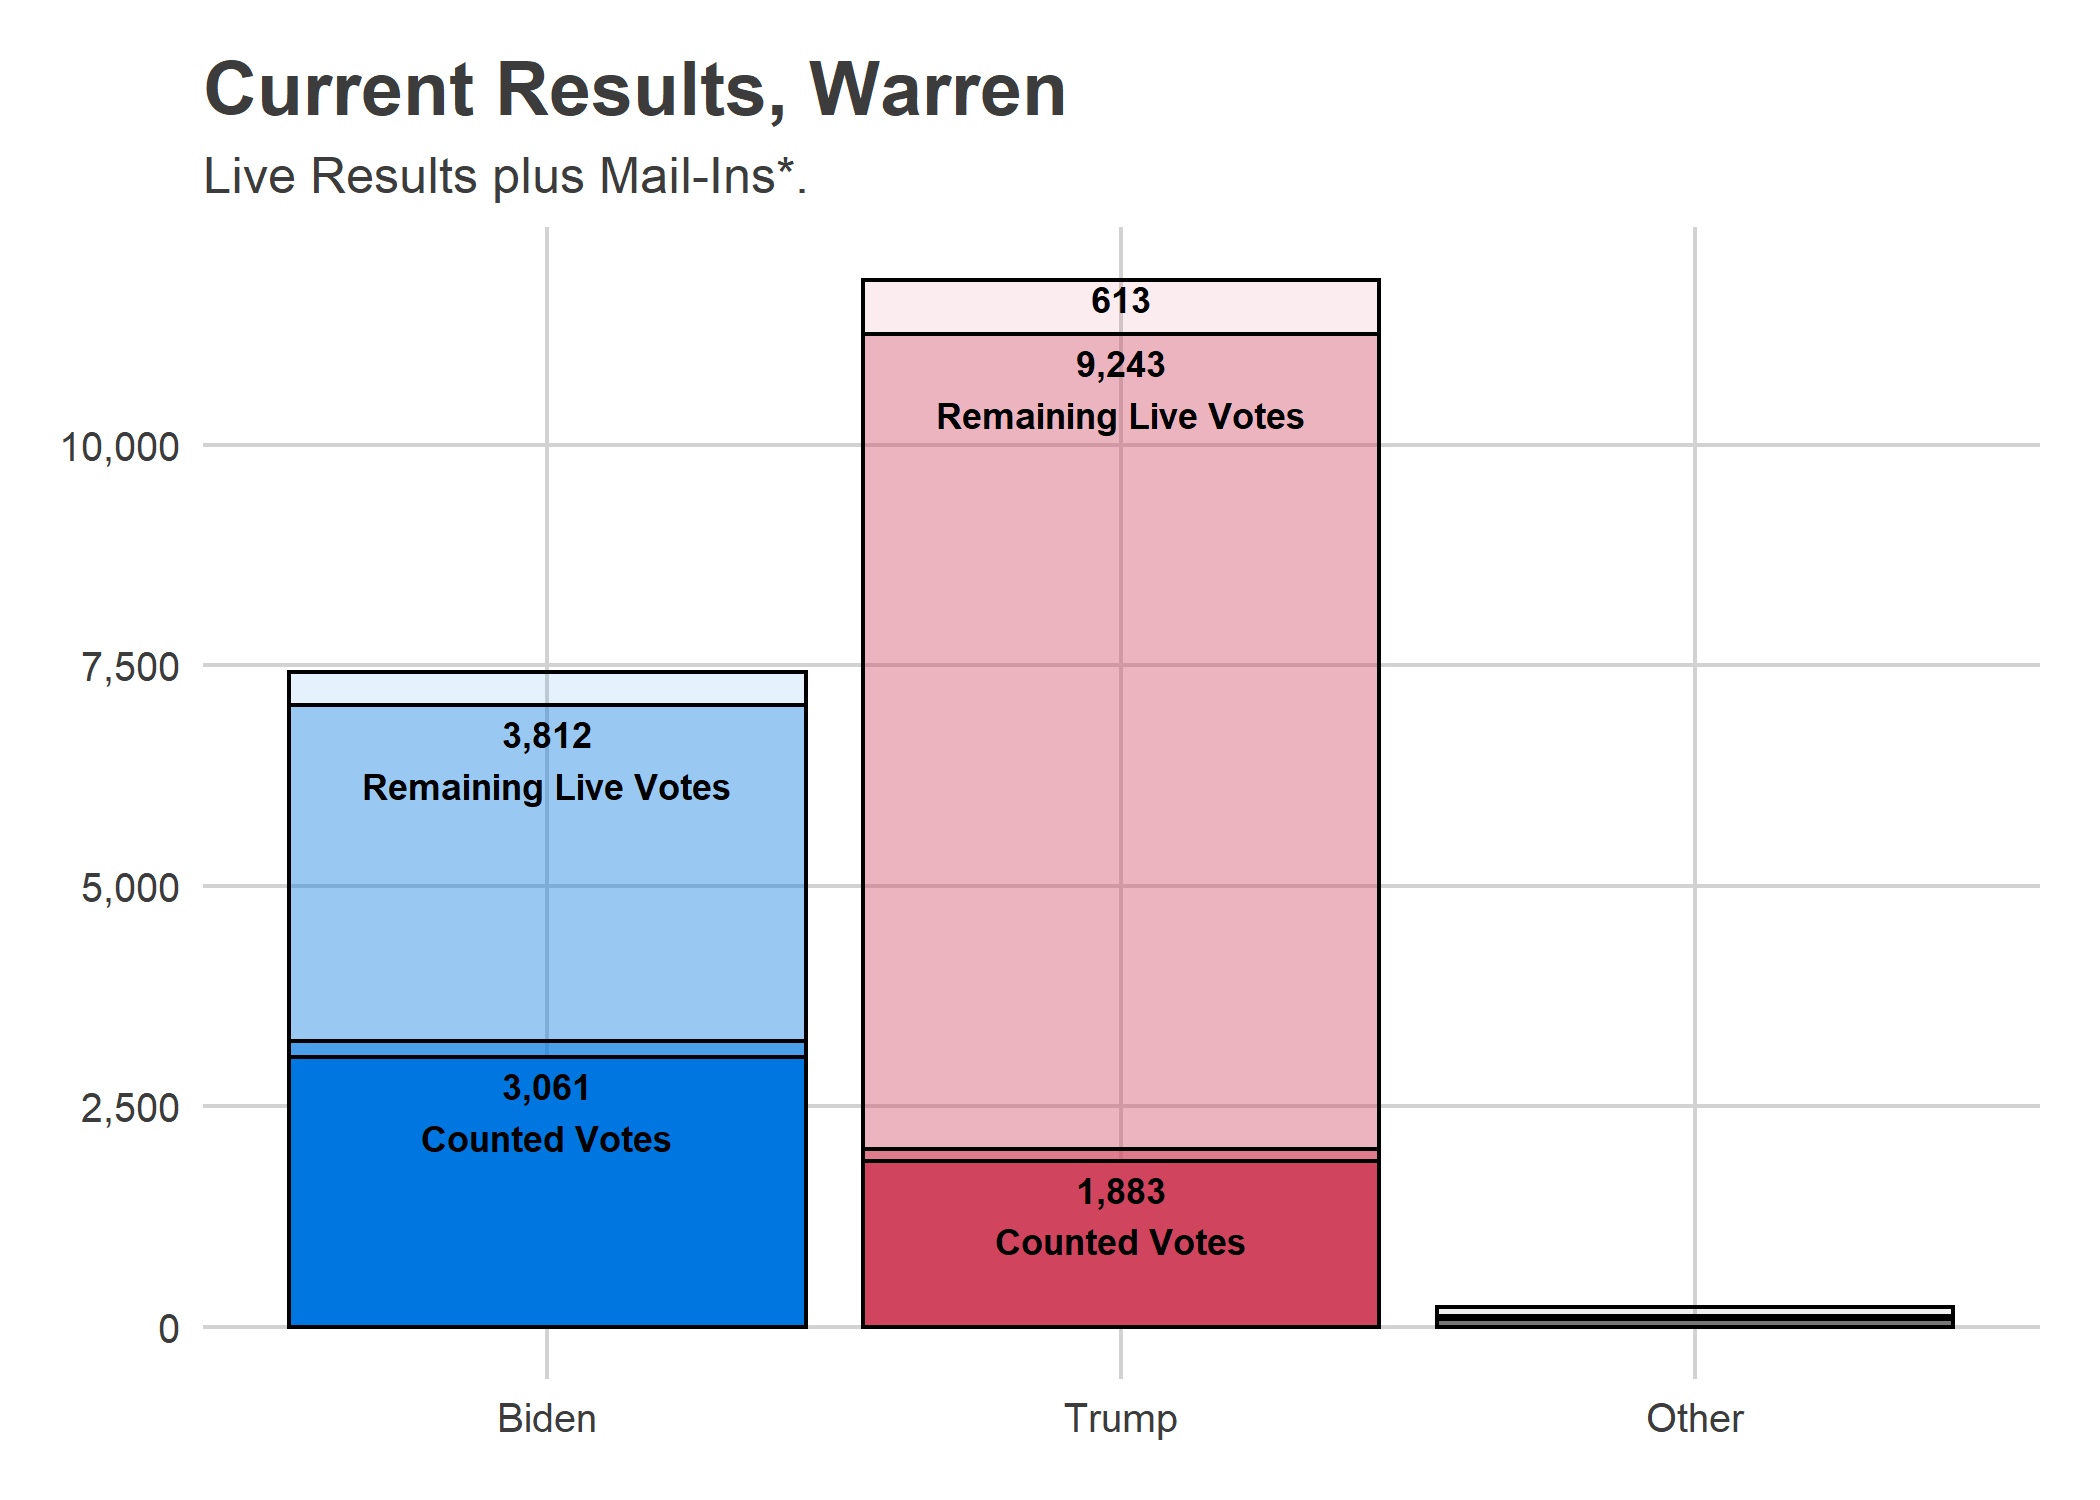 Current Results, Warren
Live Results plus Mail-Ins*.
613
9,243
Remaining Live Votes
10,000
7,500
3,812
Remaining Live Votes
5,000
3,061
Counted Votes
2,500
1,883
Counted Votes
0
Biden
Trump
Other